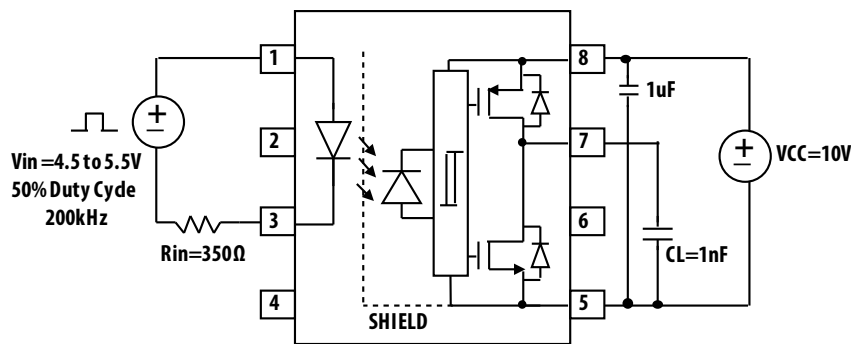 1
2
3
4
8
7
6
5
Vin =4.5 to 5.5V
50% Duty Cycle
200kHz
Rin=350Ω
SHIELD
1uF
VCC=10V
CL=1nF